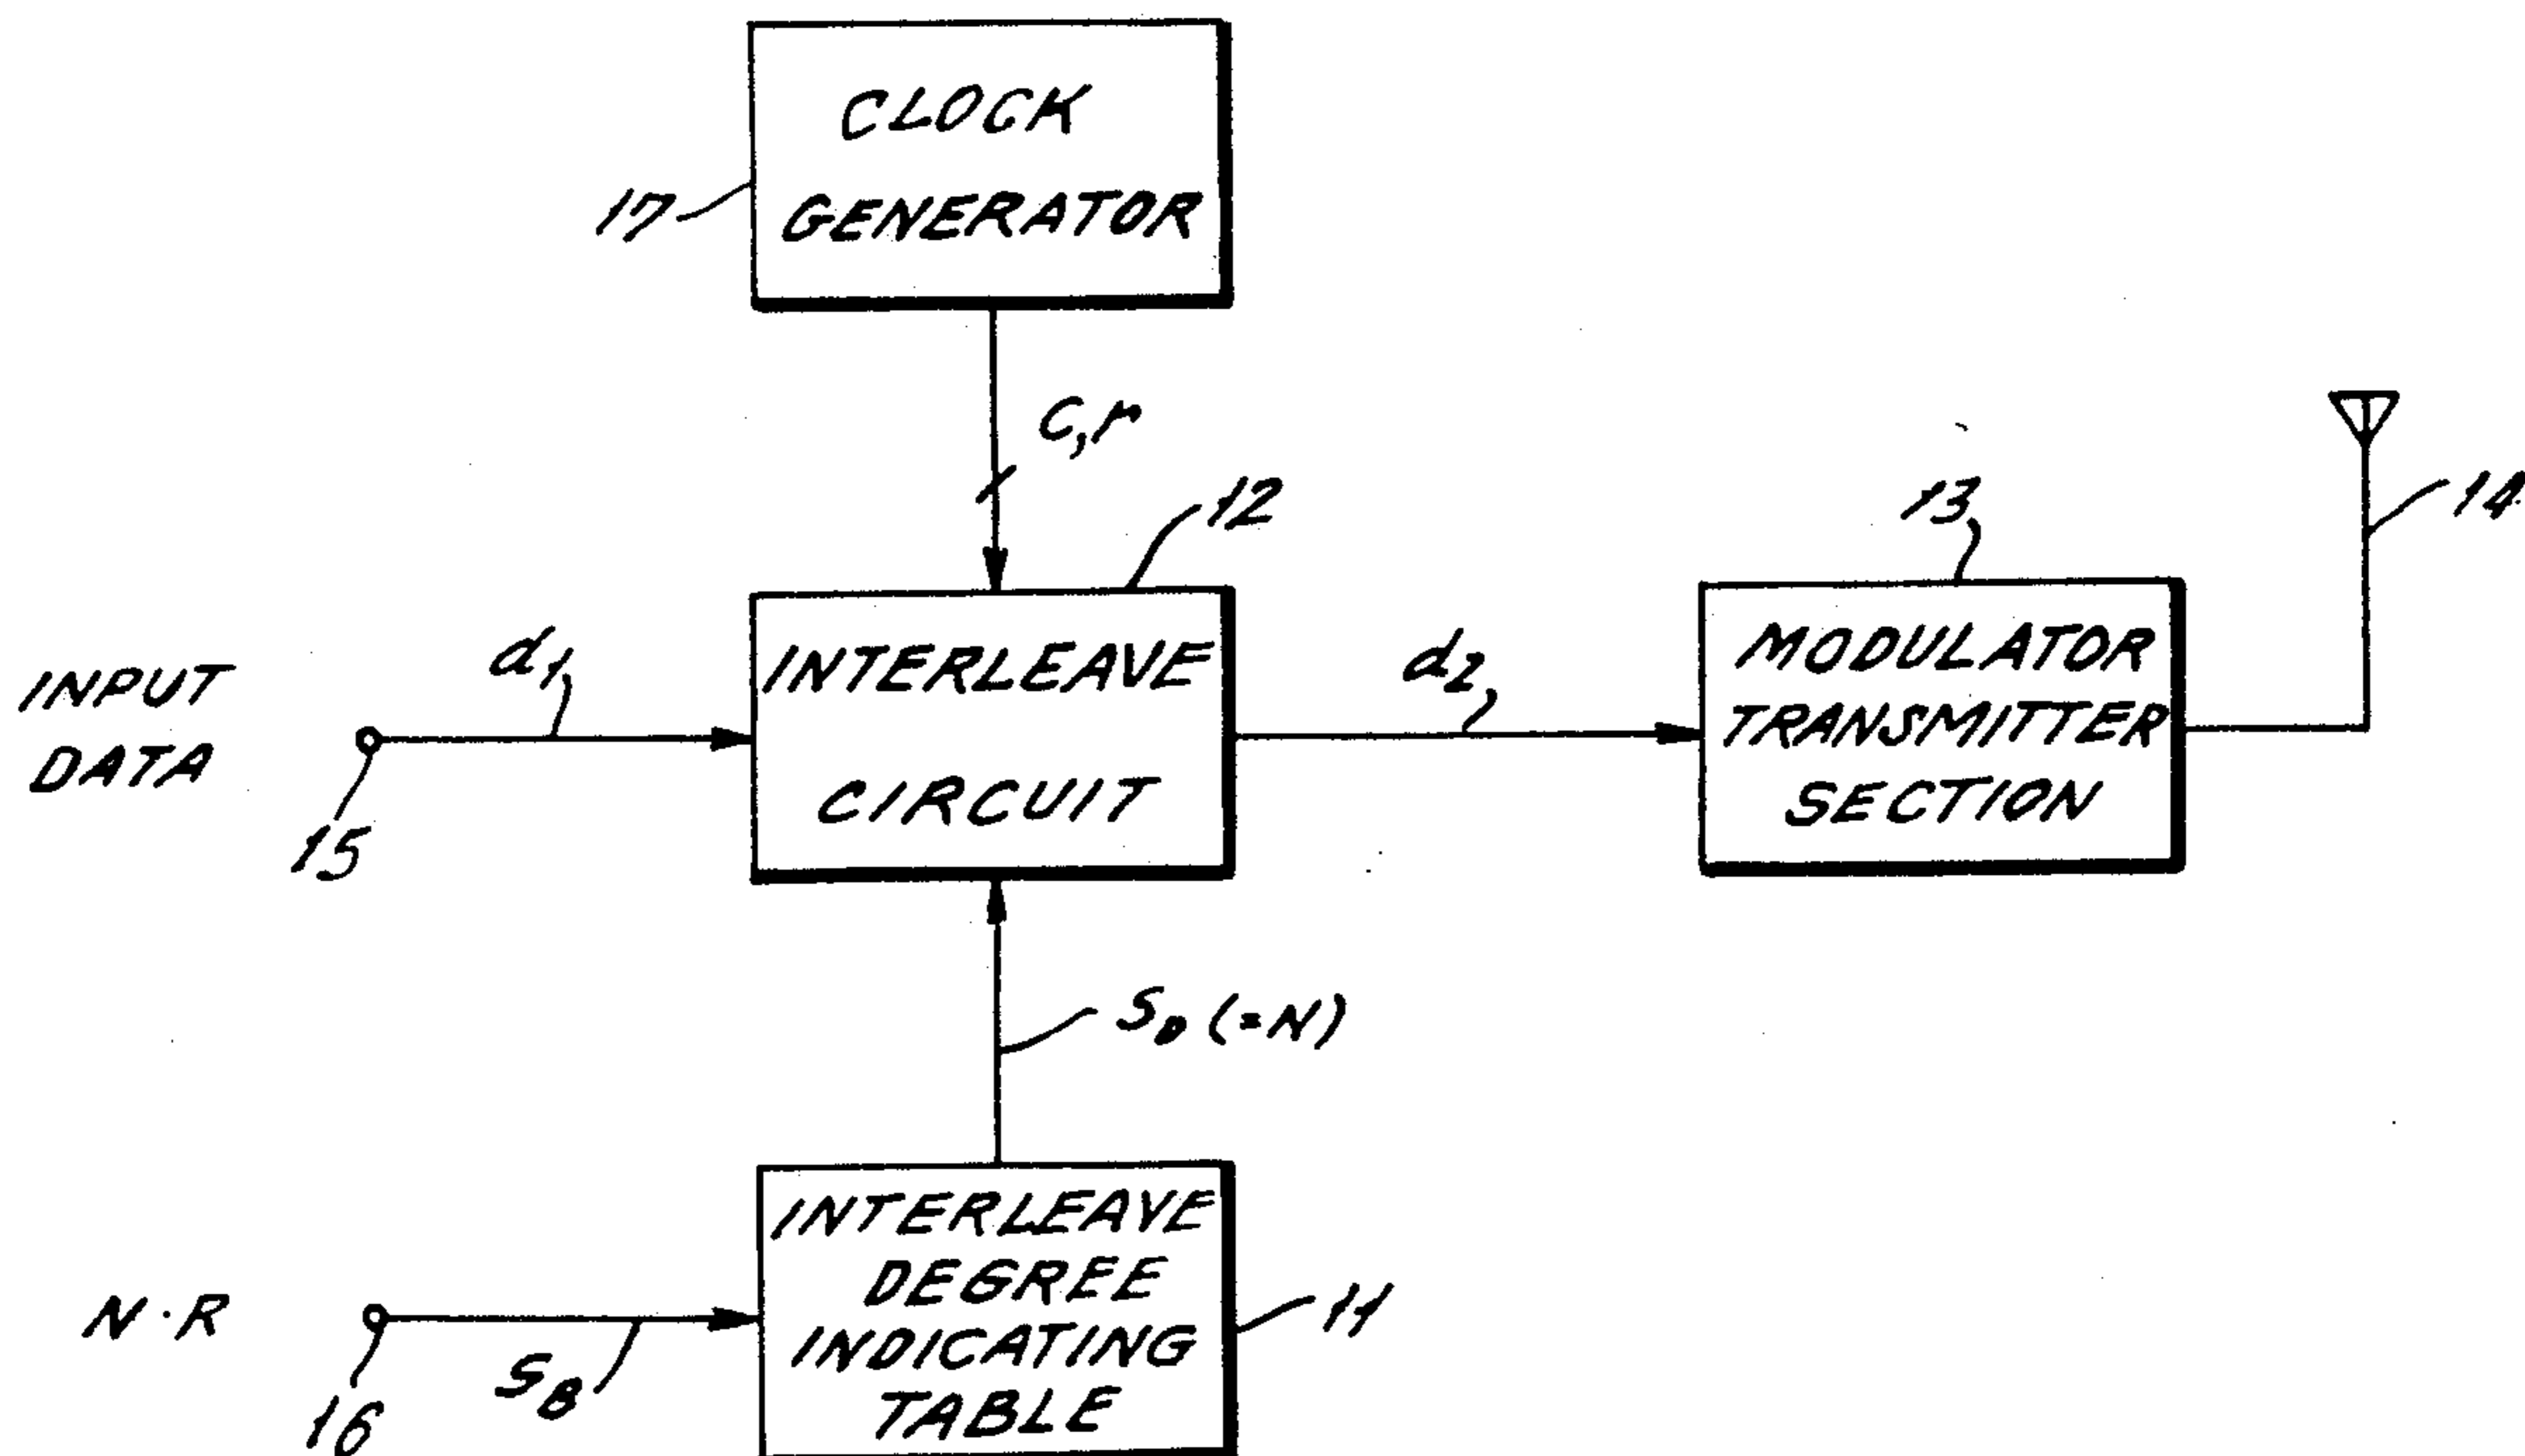 CLOCK
GENERATOR
17
C, r
12
13
14
INPUT
DATA
d1
15
INTERLEAVE
CIRCUIT
d2
MODULATOR
TRANSMITTER
SECTION
SD (=N)
N·R
16
SB
INTERLEAVE
DEGREE
INDICATING
TABLE
11